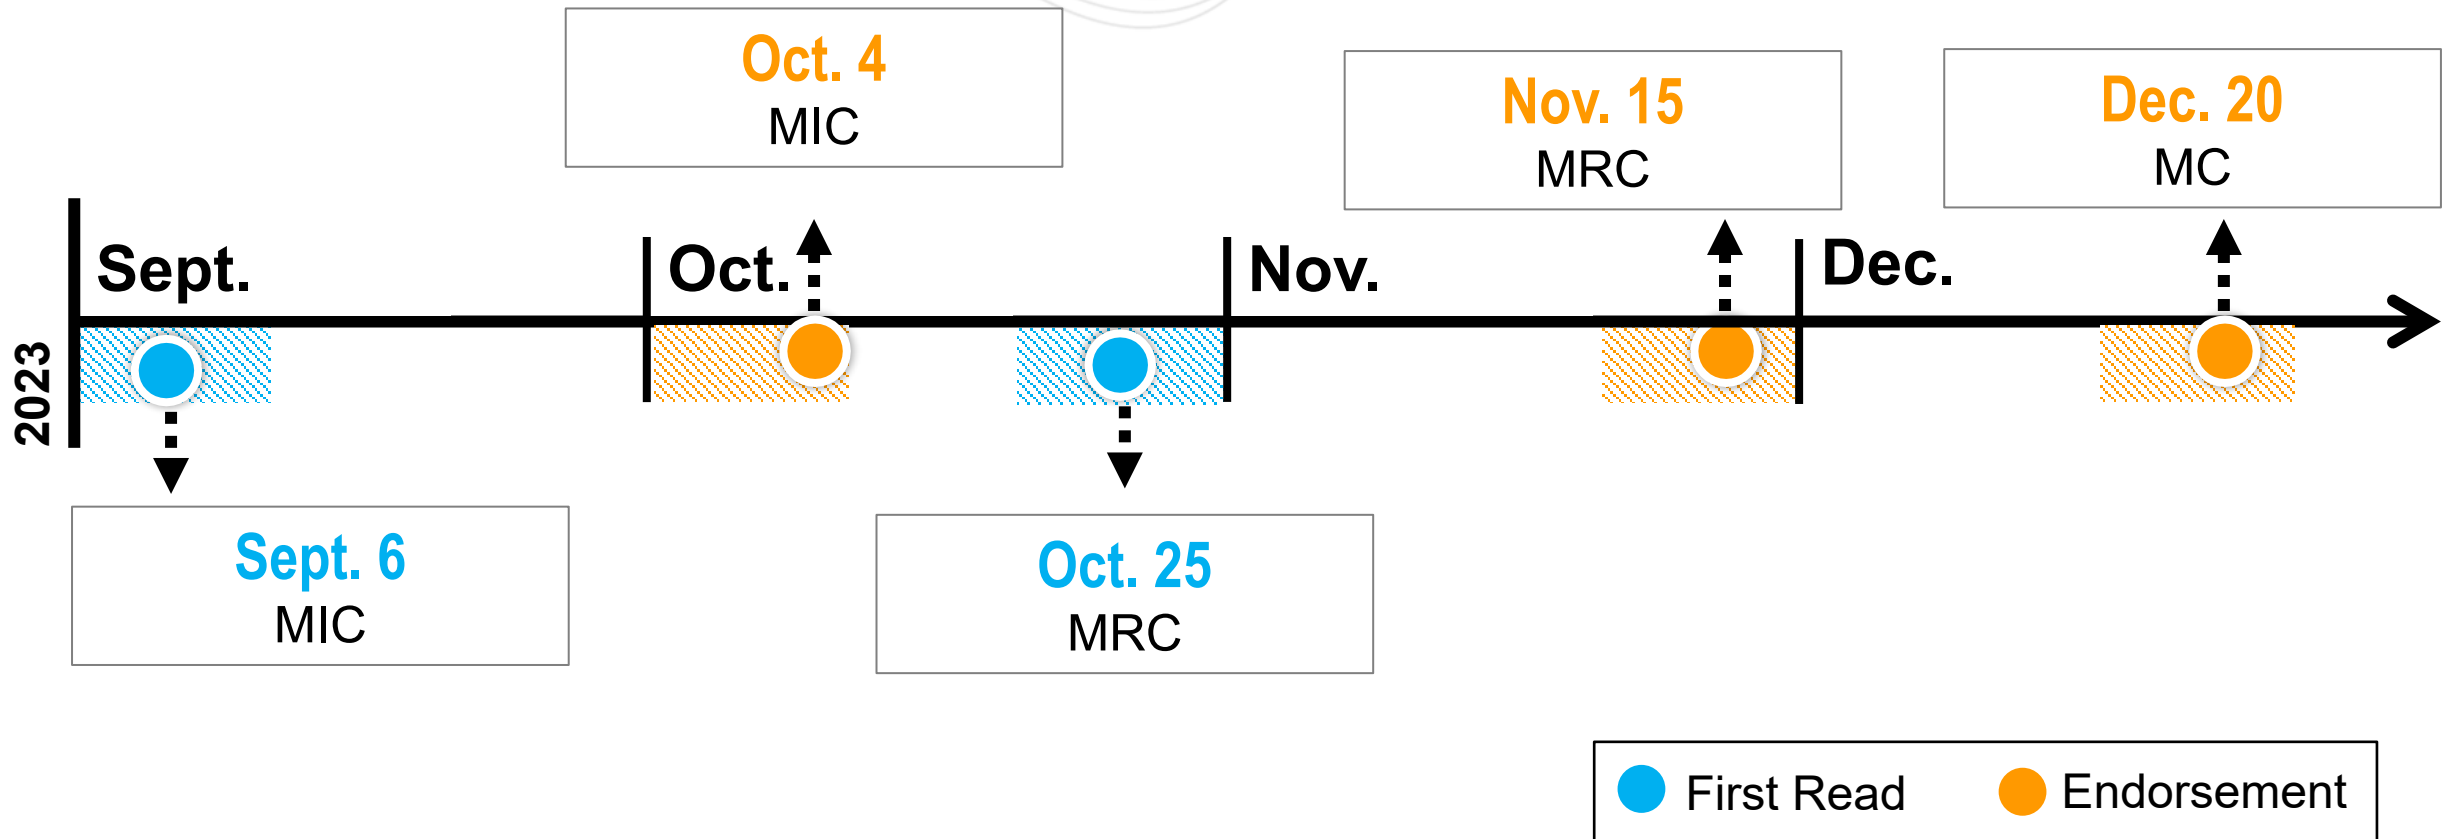 Oct. 4
MIC
Nov. 15
MRC
Dec. 20
MC
2023
Sept.
Oct.
Nov.
Dec.
Sept. 6
MIC
Oct. 25
MRC
First Read
Endorsement